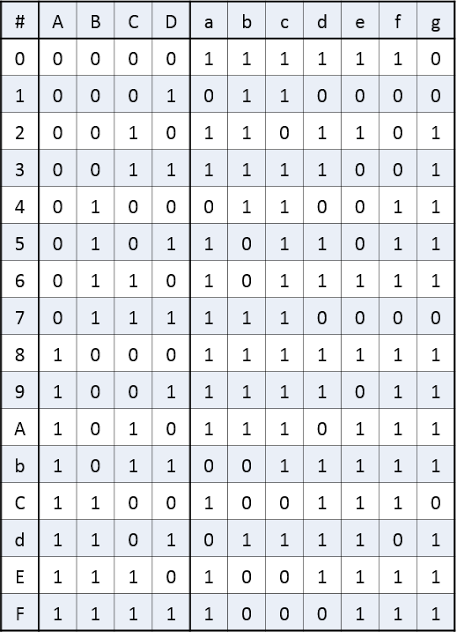 # A B C D a b c d e f g
0 0 0 0 0 1 1 1 1 1 1 0
1 0 0 0 1 0 1 1 0 0 0 0
2 0 0 1 0 1 1 0 1 1 0 1
3 0 0 1 1 1 1 1 1 0 0 1
4 0 1 0 0 0 1 1 0 0 1 1
5 0 1 0 1 1 0 1 1 0 1 1
6 0 1 1 0 1 0 1 1 1 1 1
7 0 1 1 1 1 1 1 0 0 0 0
8 1 0 0 0 1 1 1 1 1 1 1
9 1 0 0 1 1 1 1 1 0 1 1
A 1 0 1 0 1 1 1 0 1 1 1
b 1 0 1 1 0 0 1 1 1 1 1
C 1 1 0 0 1 0 0 1 1 1 0
d 1 1 0 1 0 1 1 1 1 0 1
E 1 1 1 0 1 0 0 1 1 1 1
F 1 1 1 1 1 0 0 0 1 1 1